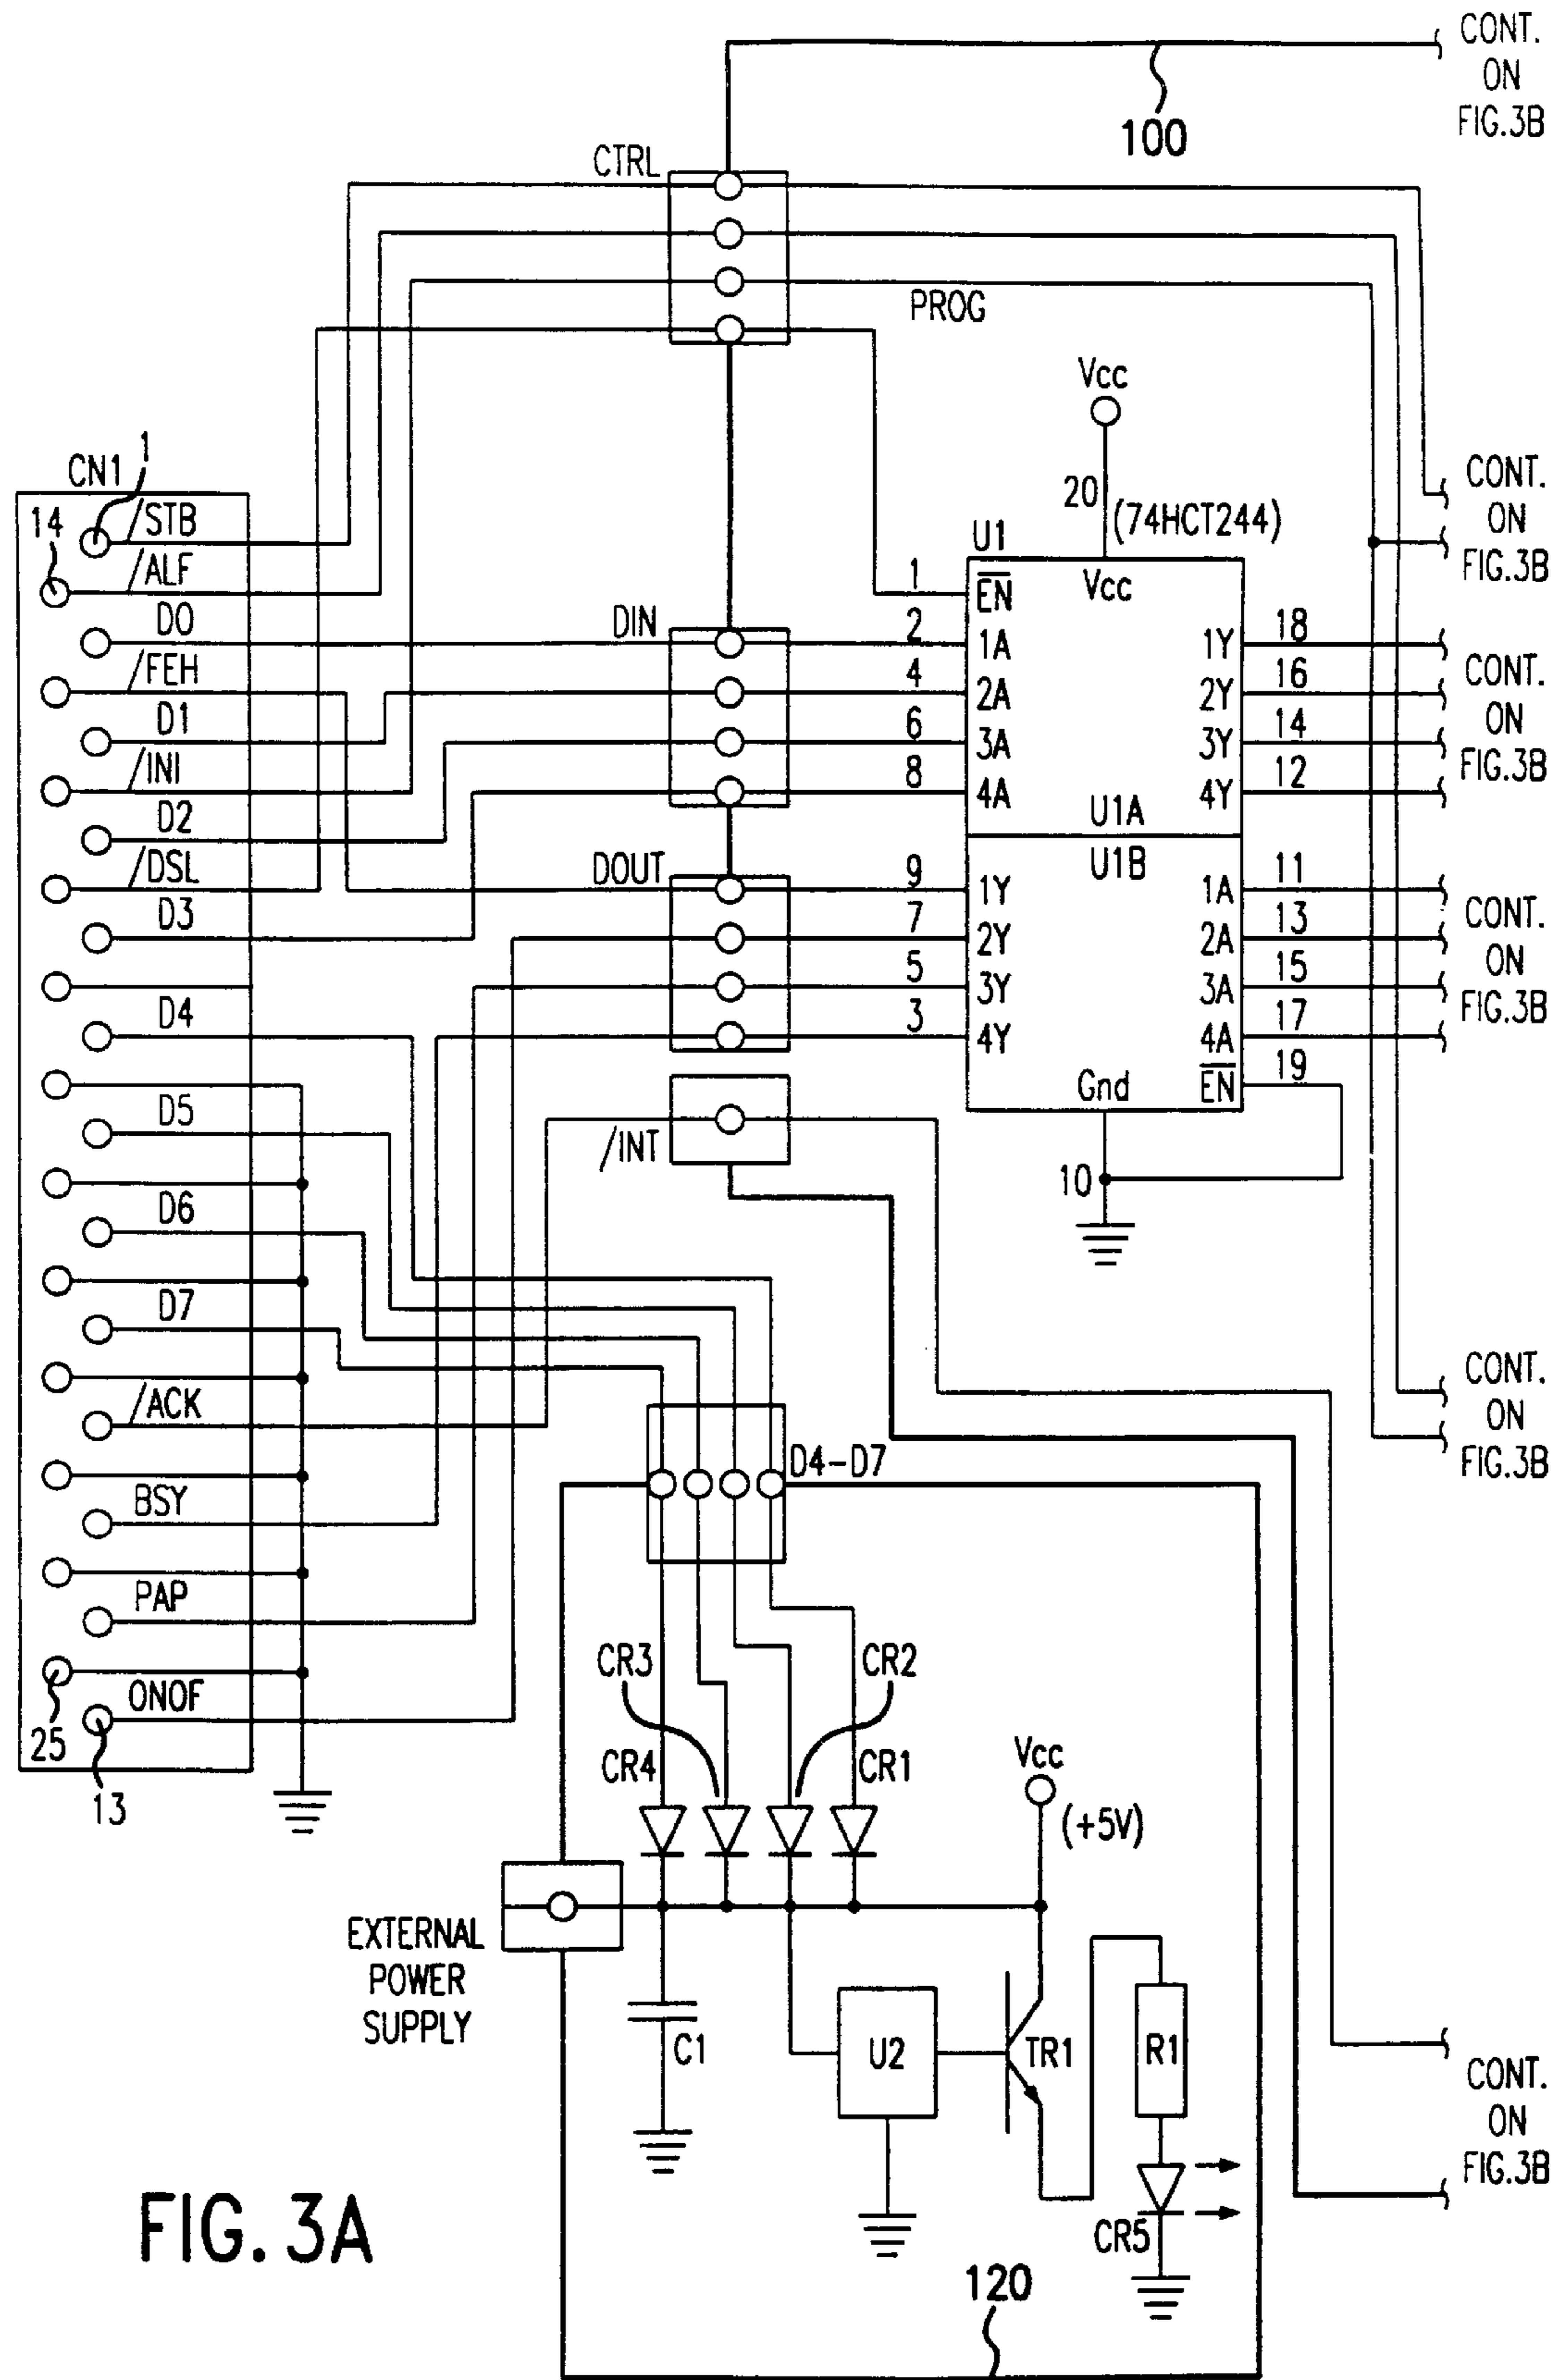 CONT.
ON
FIG.3B
100
CTRL
PROG
Vcc
CN1
1
14
/STB
/ALF
D0
/FEH
D1
/INI
D2
/DSL
D3
D4
D5
D6
D7
/ACK
BSY
PAP
ONOF
25
13
DIN
DOUT
/INT
20
(74HCT244)
U1
Vcc
1
EN
2
1A
4
2A
6
3A
8
4A
1Y
18
2Y
16
3Y
14
4Y
12
U1A
U1B
9
1Y
7
2Y
5
3Y
3
4Y
1A
11
2A
13
3A
15
4A
17
EN
19
Gnd
10
CONT.
ON
FIG.3B
CONT.
ON
FIG.3B
CONT.
ON
FIG.3B
CONT.
ON
FIG.3B
D4-D7
CR3
CR2
CR4
CR1
Vcc
(+5V)
EXTERNAL
POWER
SUPPLY
C1
U2
TR1
R1
CR5
CONT.
ON
FIG.3B
120
FIG. 3A